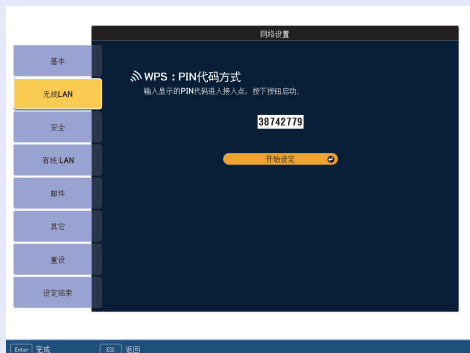 网络设置
基本
无线LAN
安全
有线 LAN
邮件
其它
重设
设定结束
WPS：PIN代码方式
输入显示的PIN代码进入接入点，按下按钮启动。
38742779
开始设定
Enter 完成
ESC 返回